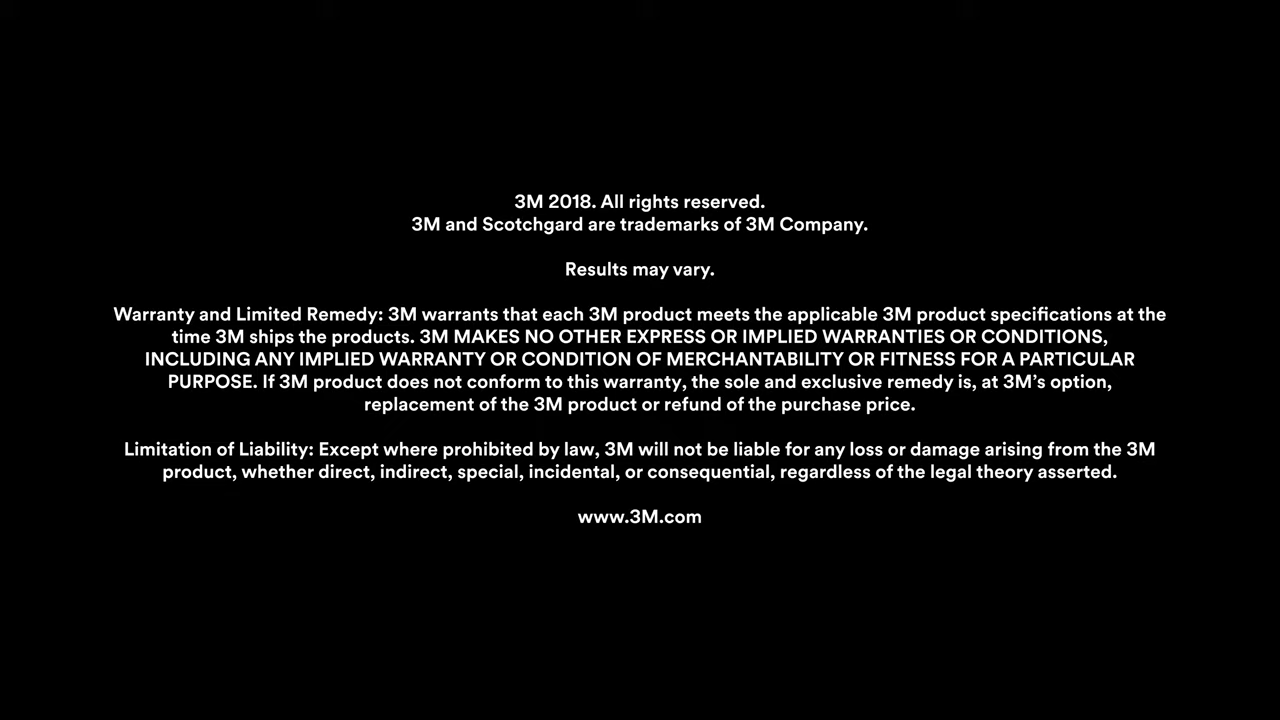 3M 2018. All rights reserved.
3M and Scotchgard are trademarks of 3M Company.
Results may vary.
Warranty and Limited Remedy: 3M warrants that each 3M product meets the applicable 3M product specifications at the
time 3M ships the products. 3M MAKES NO OTHER EXPRESS OR IMPLIED WARRANTIES OR CONDITIONS,
INCLUDING ANY IMPLIED WARRANTY OR CONDITION OF MERCHANTABILITY OR FITNESS FOR A PARTICULAR
PURPOSE. If 3M product does not conform to this warranty, the sole and exclusive remedy is, at 3M’s option,
replacement of the 3M product or refund of the purchase price.
Limitation of Liability: Except where prohibited by law, 3M will not be liable for any loss or damage arising from the 3M
product, whether direct, indirect, special, incidental, or consequential, regardless of the legal theory asserted.
www.3M.com